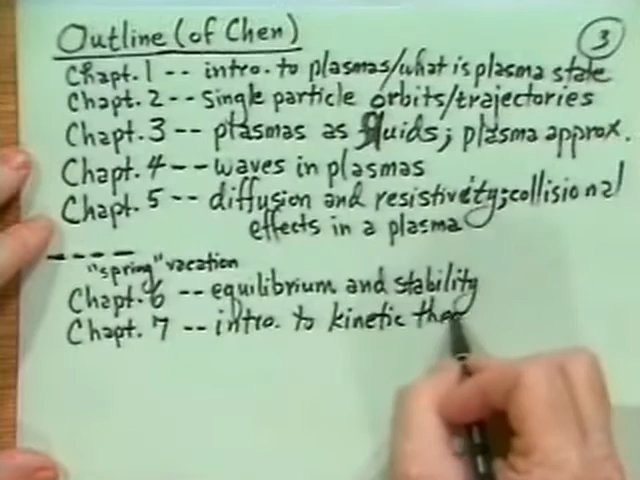 Outline (of Chen)
3
Chapt. 1 -- intro. to plasmas/what is plasma state
Chapt. 2 -- single particle orbits/trajectories
Chapt. 3 -- plasmas as fluids; plasma approx.
Chapt. 4 -- waves in plasmas
Chapt. 5 -- diffusion and resistivity; collisional
effects in a plasma
----
"spring" vacation
Chapt. 6 -- equilibrium and stability
Chapt. 7 -- intro. to kinetic theo